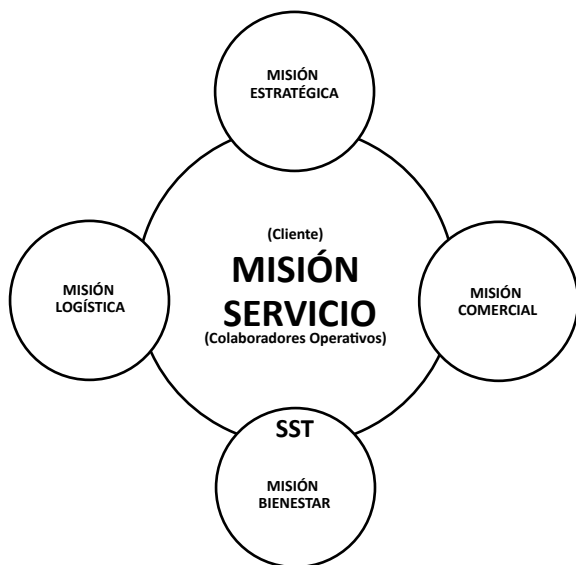 MISIÓN
ESTRATÉGICA
(Cliente)
MISIÓN
SERVICIO
(Colaboradores Operativos)
MISIÓN
LOGÍSTICA
MISIÓN
COMERCIAL
SST
MISIÓN
BIENESTAR